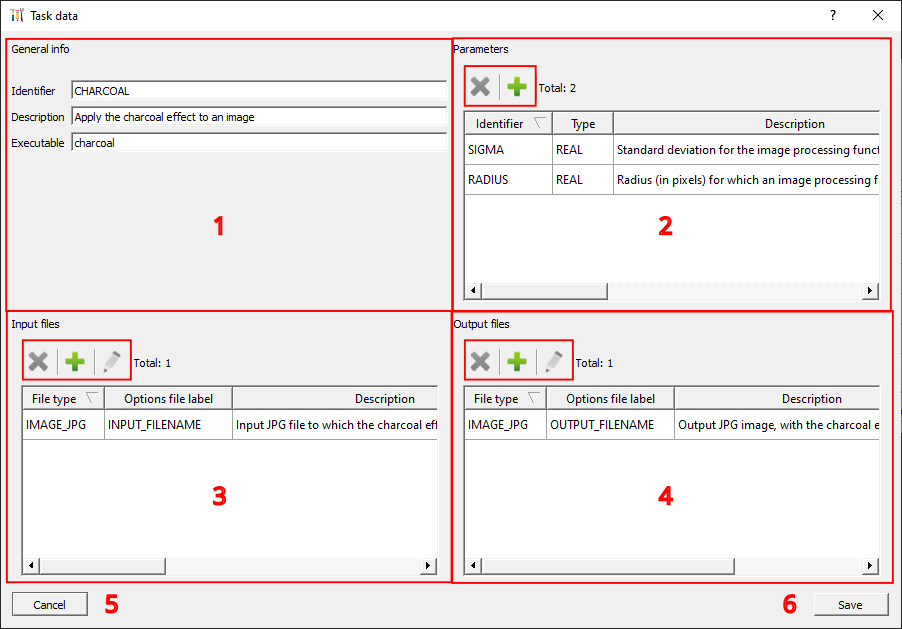 Task data
?
General info
Identifier CHARCOAL
Description Apply the charcoal effect to an image
Executable charcoal
1
Parameters
Total: 2
Identifier Type Description
SIGMA REAL Standard deviation for the image processing funct
RADIUS REAL Radius (in pixels) for which an image processing f
2
Input files
Total: 1
File type Options file label Description
IMAGE_JPG INPUT_FILENAME Input JPG file to which the charcoal eff
3
Output files
Total: 1
File type Options file label Description
IMAGE_JPG OUTPUT_FILENAME Output JPG image, with the charcoal e
4
Cancel 5
6 Save